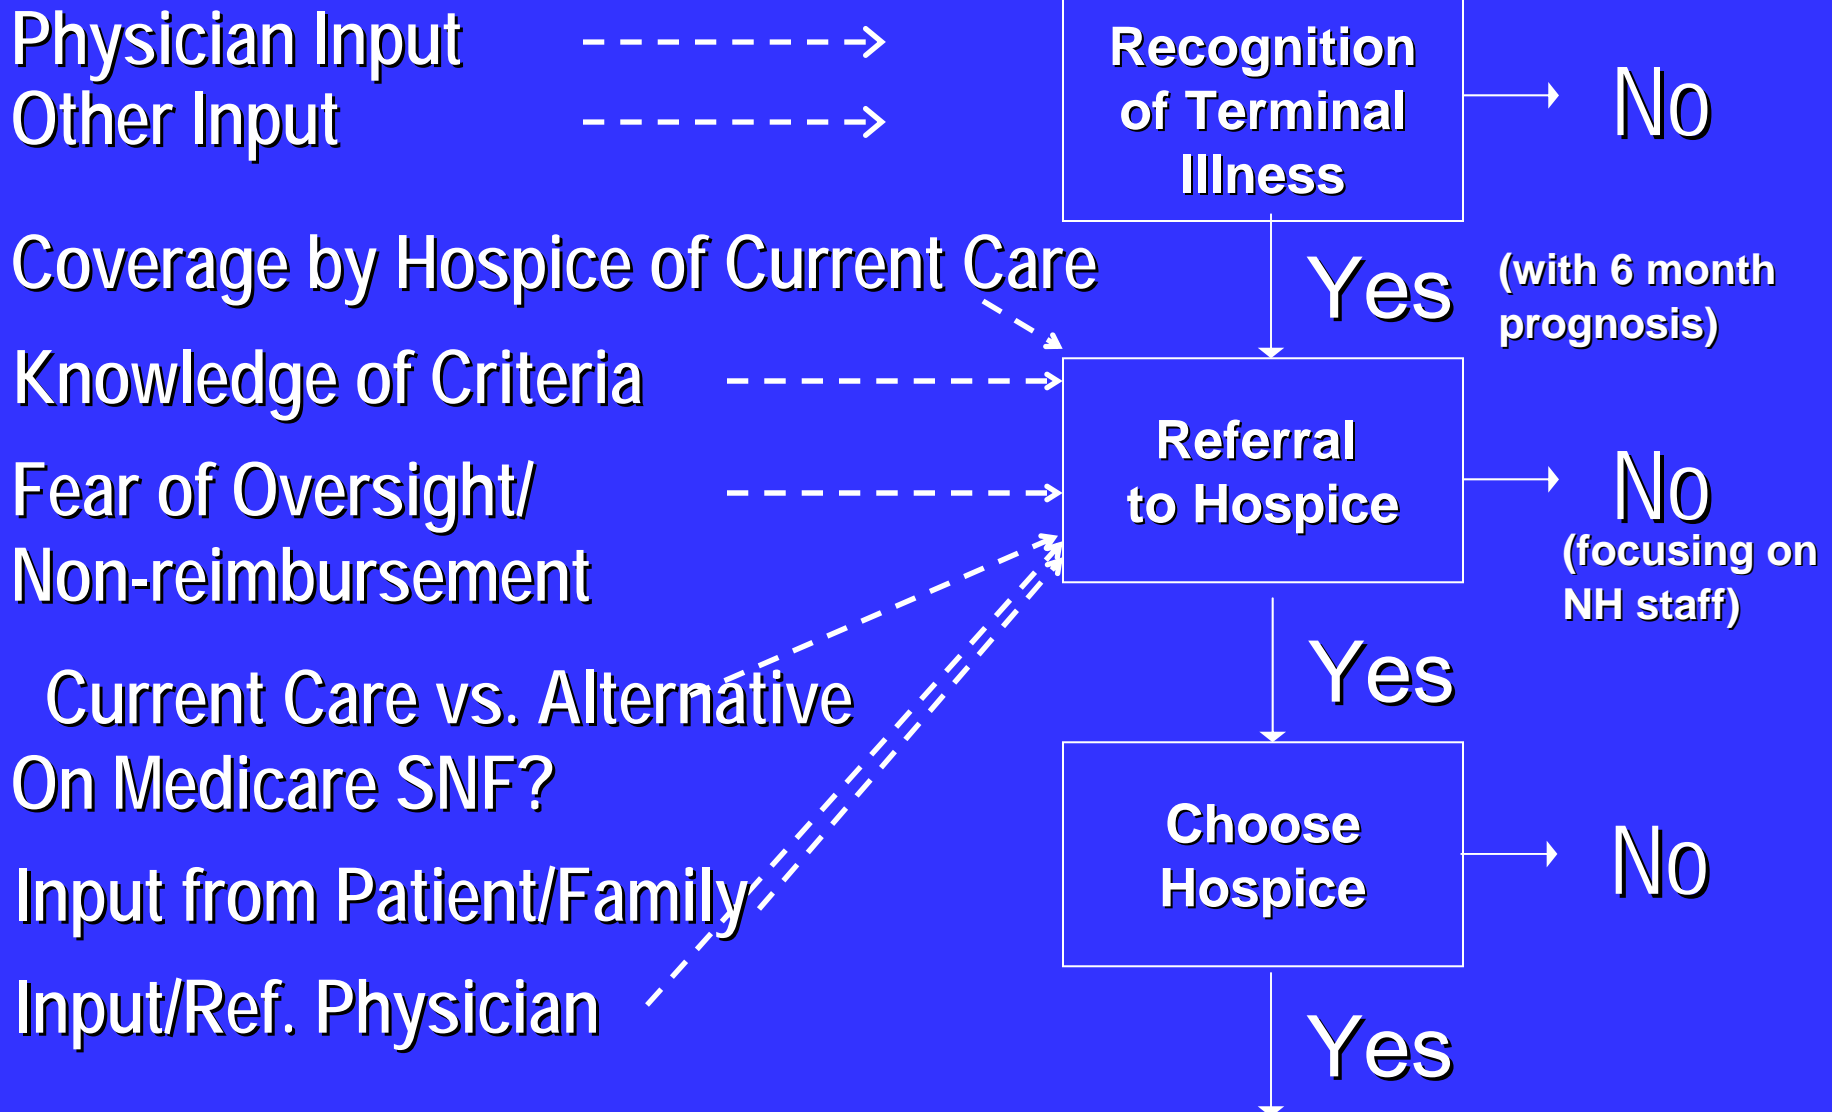 Physician Input
Other Input
Recognition
of Terminal
Illness
No
Coverage by Hospice of Current Care
Yes
(with 6 month
prognosis)
Knowledge of Criteria
Fear of Oversight/
Non-reimbursement
Referral
to Hospice
No
(focusing on
NH staff)
Current Care vs. Alternative
On Medicare SNF?
Yes
Input from Patient/Family
Input/Ref. Physician
Choose
Hospice
No
Yes